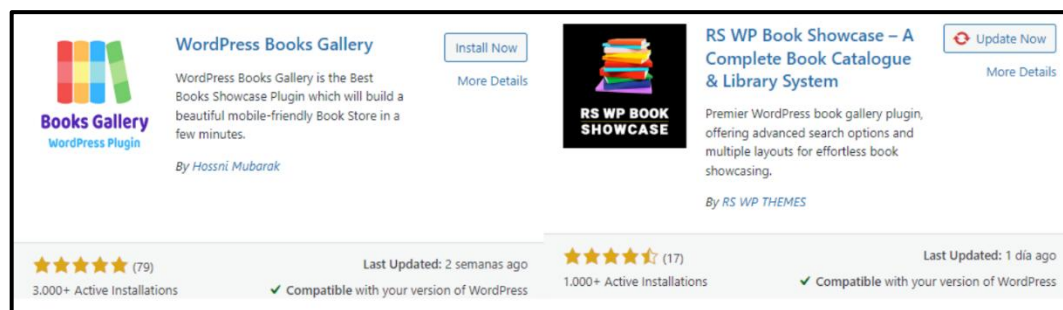 WordPress Books Gallery
Install Now
More Details
WordPress Books Gallery is the Best
Books Showcase Plugin which will build a
beautiful mobile-friendly Book Store in a
few minutes.
By Hossni Mubarak
Books Gallery
WordPress Plugin
(79)
3.000+ Active Installations
Last Updated: 2 semanas ago
Compatible with your version of WordPress
RS WP Book Showcase – A
Complete Book Catalogue
& Library System
Update Now
More Details
Premier WordPress book gallery plugin,
offering advanced search options and
multiple layouts for effortless book
showcasing.
By RS WP THEMES
RS WP BOOK
SHOWCASE
(17)
1.000+ Active Installations
Last Updated: 1 día ago
Compatible with your version of WordPress